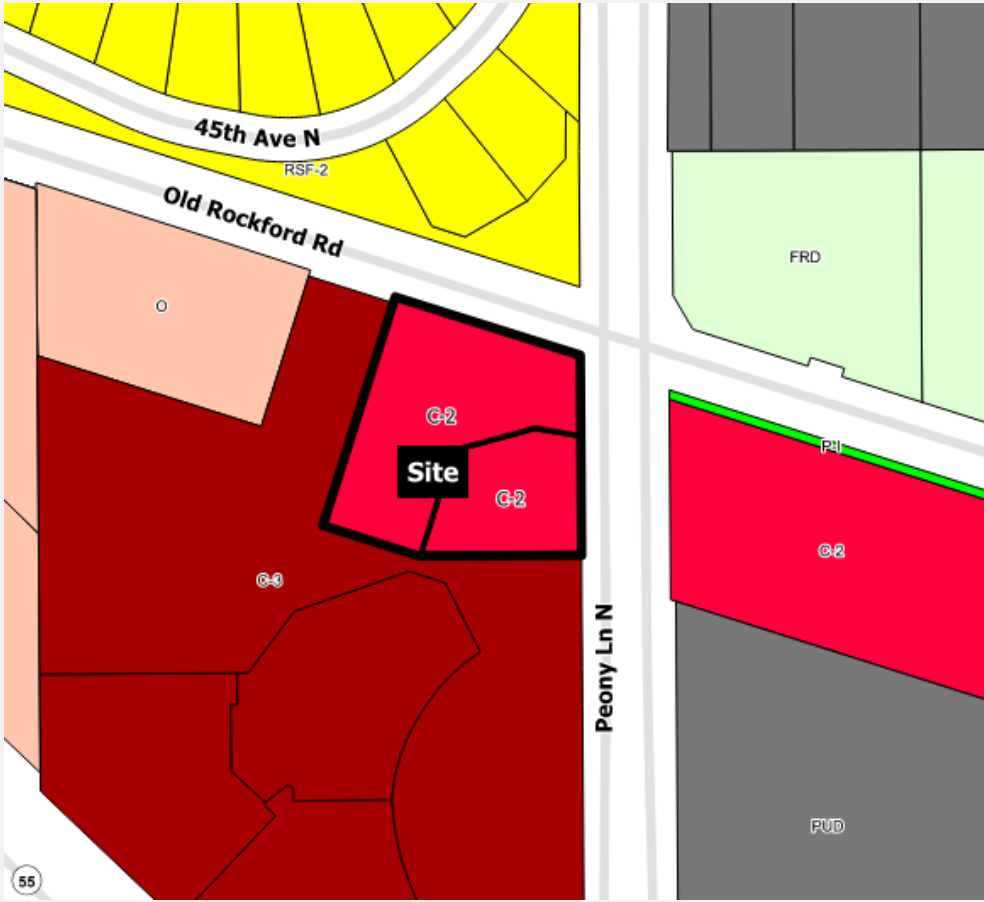 45th Ave N
RSF-2
Old Rockford Rd
FRD
O
C-2
P-I
Site
C-2
C-2
C-3
Peony Ln N
PUD
55